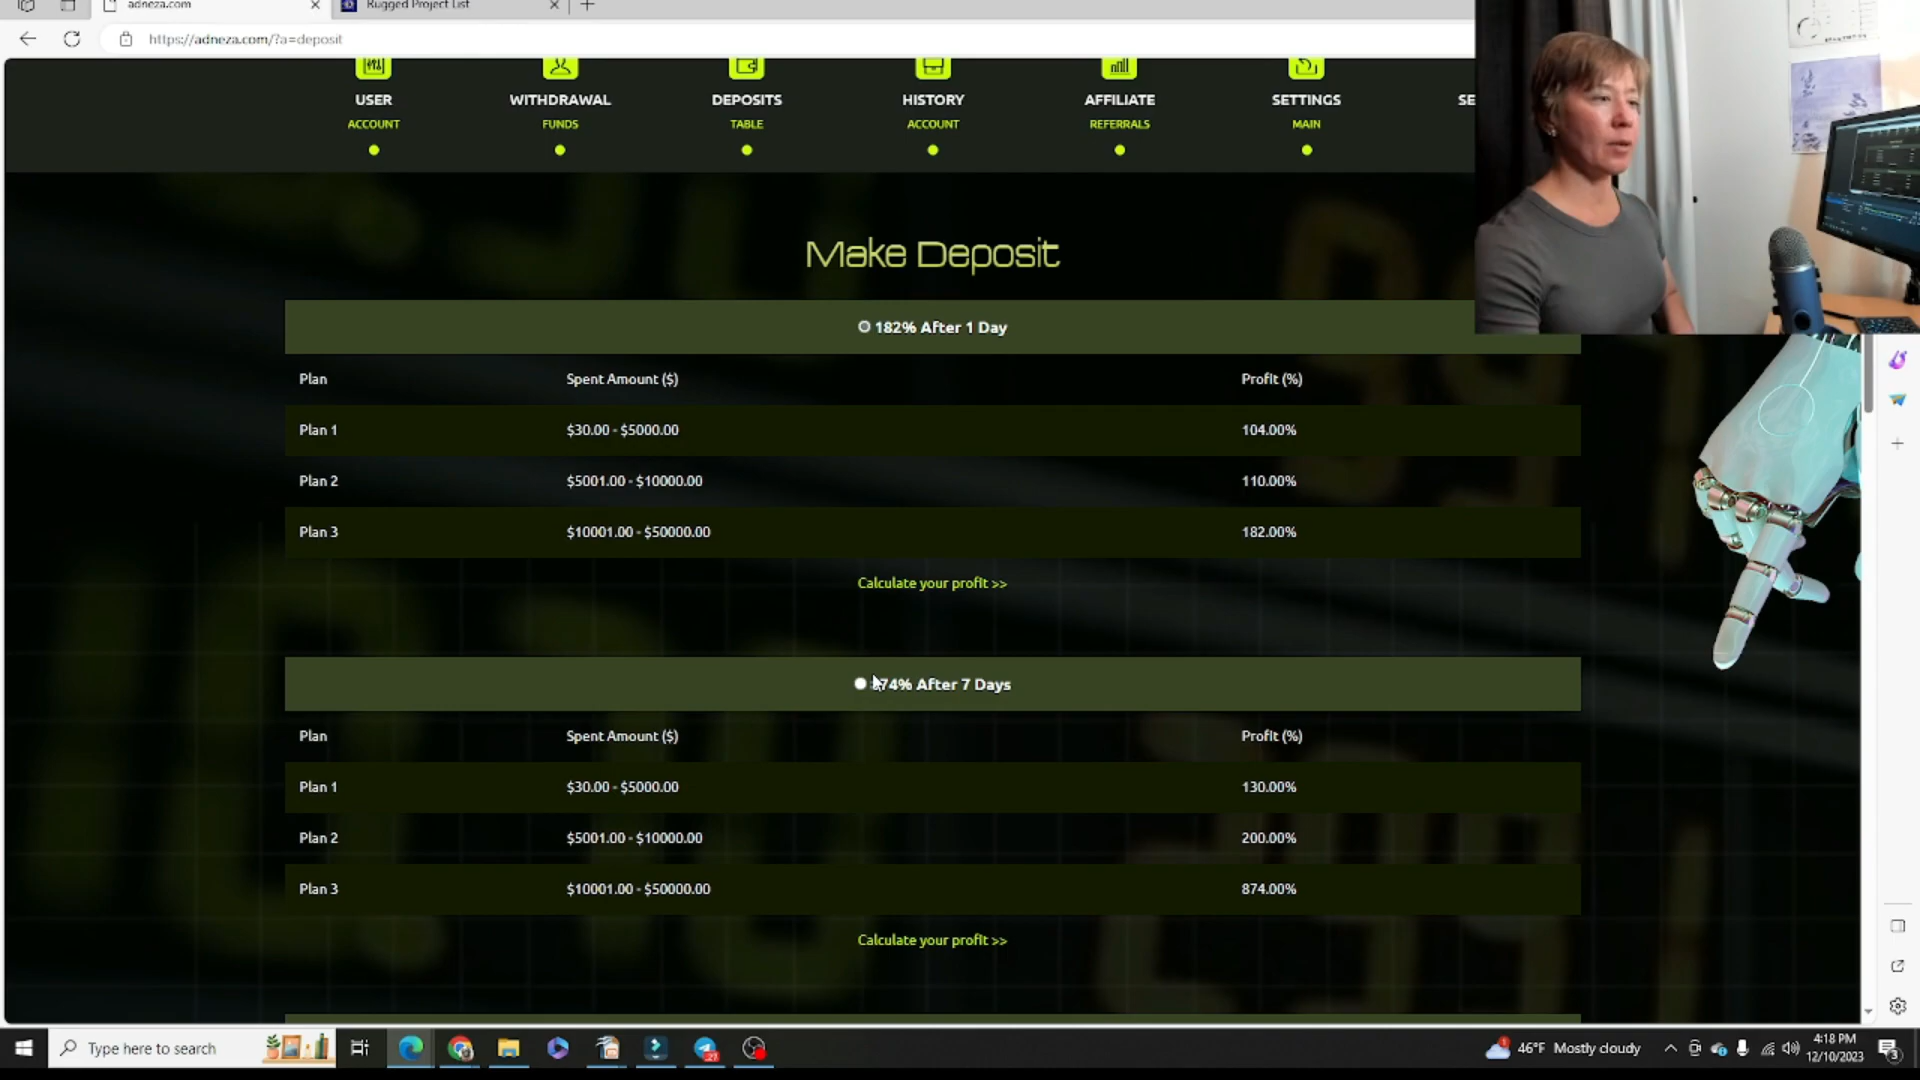 adneza.com
Rugged Project List
https://adneza.com/?a=deposit
USER
ACCOUNT
WITHDRAWAL
FUNDS
DEPOSITS
TABLE
HISTORY
ACCOUNT
AFFILIATE
REFERRALS
SETTINGS
MAIN
SE
Make Deposit
182% After 1 Day
Plan Spent Amount ($) Profit (%)
Plan 1 $30.00 - $5000.00 104.00%
Plan 2 $5001.00 - $10000.00 110.00%
Plan 3 $10001.00 - $50000.00 182.00%
Calculate your profit >>
74% After 7 Days
Plan Spent Amount ($) Profit (%)
Plan 1 $30.00 - $5000.00 130.00%
Plan 2 $5001.00 - $10000.00 200.00%
Plan 3 $10001.00 - $50000.00 874.00%
Calculate your profit >>
Type here to search
46°F Mostly cloudy
4:18 PM
12/10/2023
3